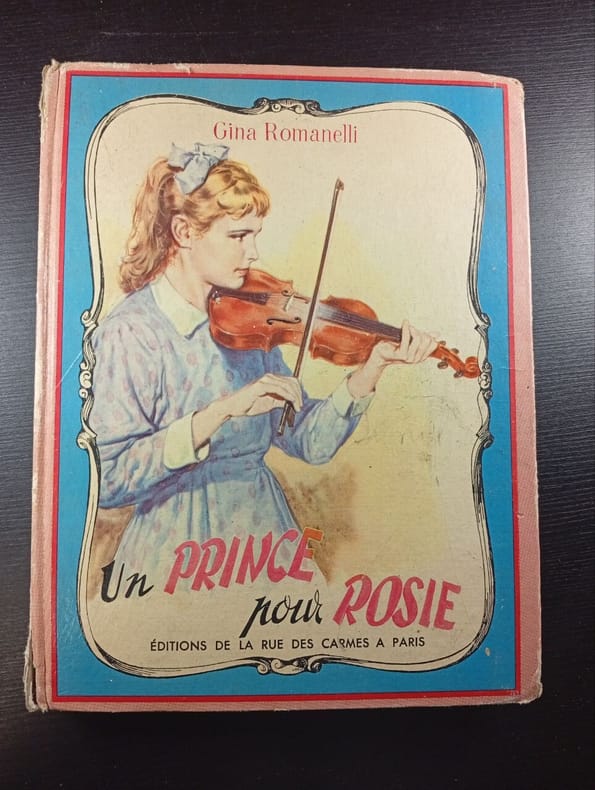 Gina Romanelli
Un PRINCE
pour ROSIE
ÉDITIONS DE LA RUE DES CARMES A PARIS